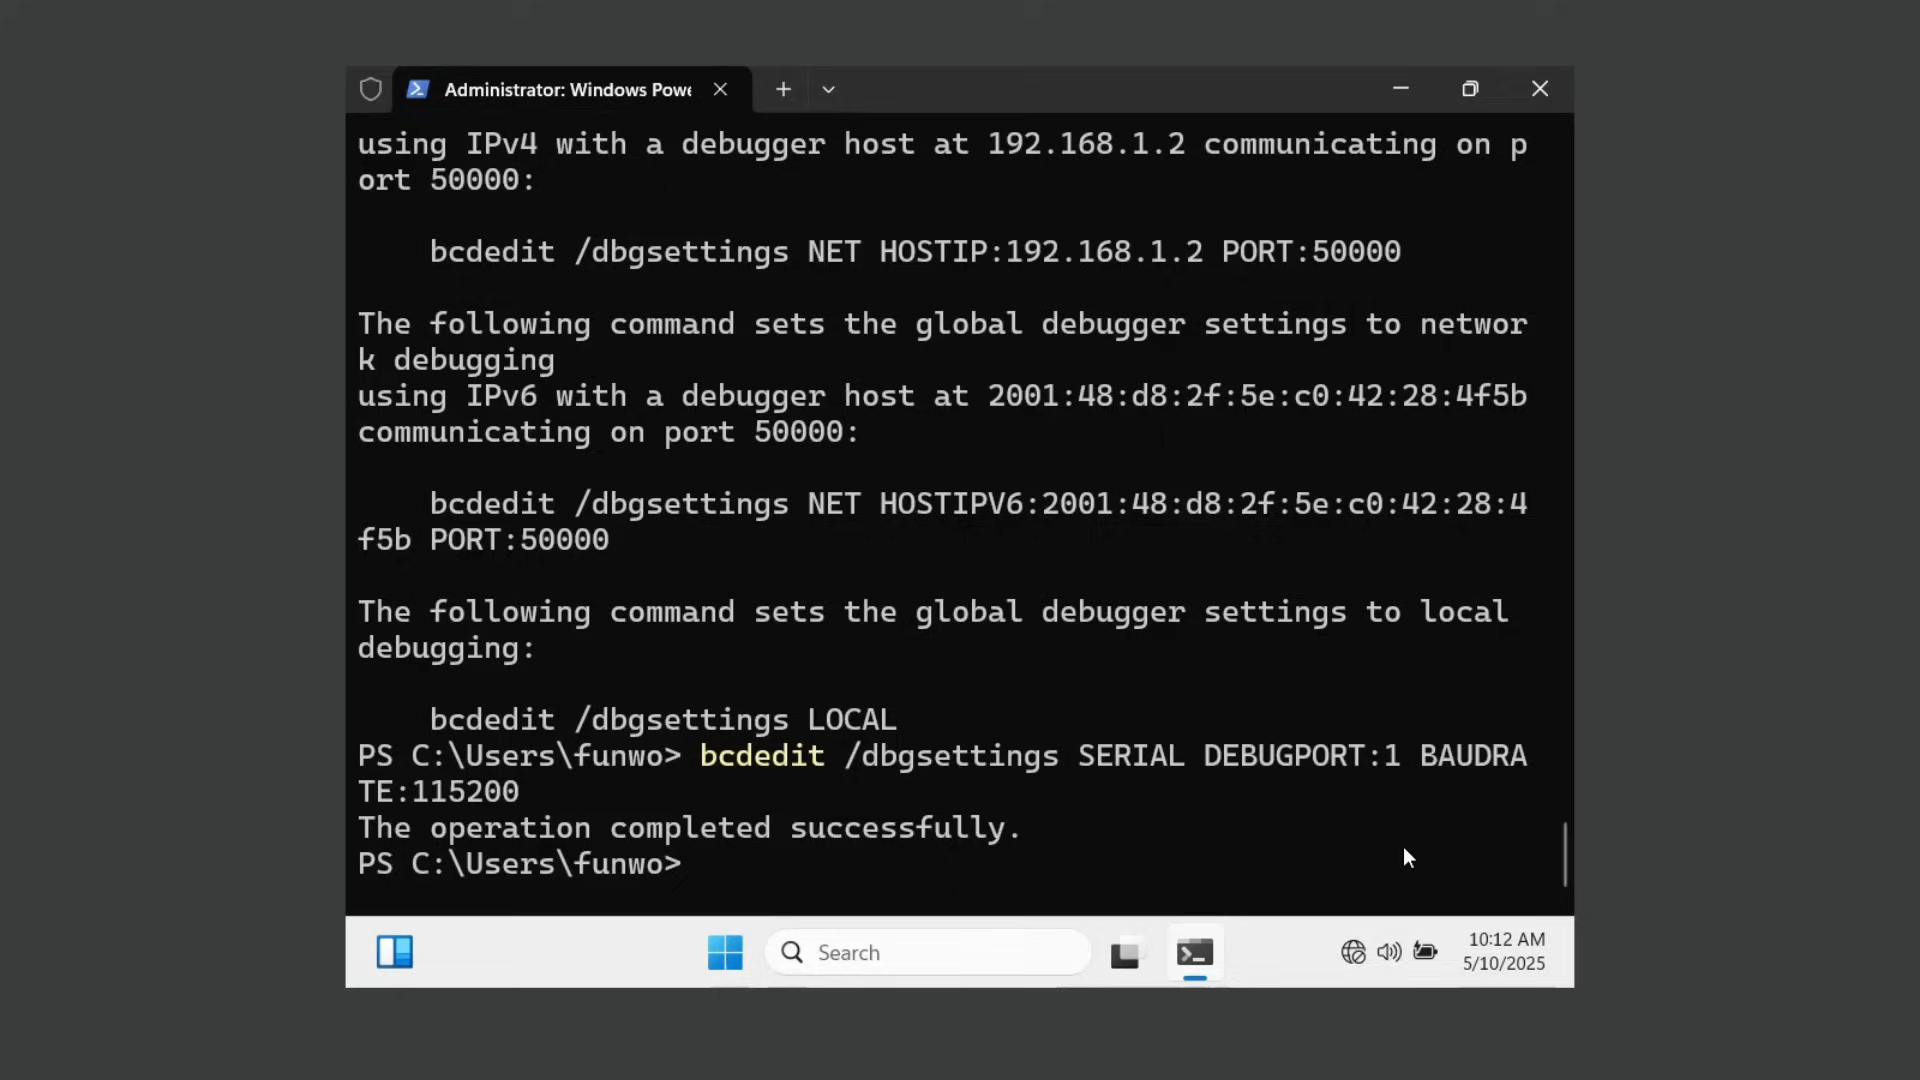 Administrator: Windows Powe
using IPv4 with a debugger host at 192.168.1.2 communicating on p
ort 50000:
bcdedit /dbgsettings NET HOSTIP:192.168.1.2 PORT:50000
The following command sets the global debugger settings to networ
k debugging
using IPv6 with a debugger host at 2001:48:d8:2f:5e:c0:42:28:4f5b
communicating on port 50000:
bcdedit /dbgsettings NET HOSTIPV6:2001:48:d8:2f:5e:c0:42:28:4
f5b PORT:50000
The following command sets the global debugger settings to local
debugging:
bcdedit /dbgsettings LOCAL
PS C:\Users\funwo> bcdedit /dbgsettings SERIAL DEBUGPORT:1 BAUDRA
TE:115200
The operation completed successfully.
PS C:\Users\funwo>
Search
10:12 AM
5/10/2025